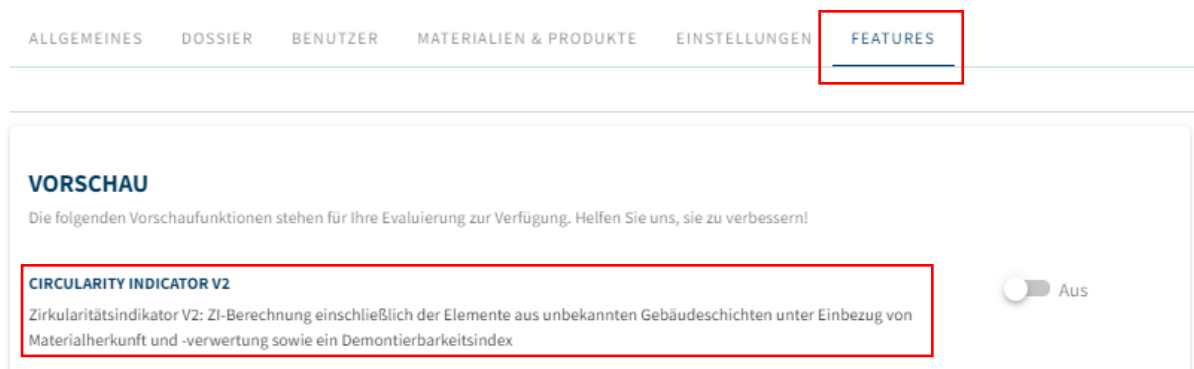 ALLGEMEINES DOSSIER BENUTZER MATERIALIEN & PRODUKTE EINSTELLUNGEN FEATURES
VORSCHAU
Die folgenden Vorschaufunktionen stehen für Ihre Evaluierung zur Verfügung. Helfen Sie uns, sie zu verbessern!
CIRCULARITY INDICATOR V2
Aus
Zirkularitätsindikator V2: ZI-Berechnung einschließlich der Elemente aus unbekannten Gebäudeschichten unter Einbezug von
Materialherkunft und -verwertung sowie ein Demontierbarkeitsindex